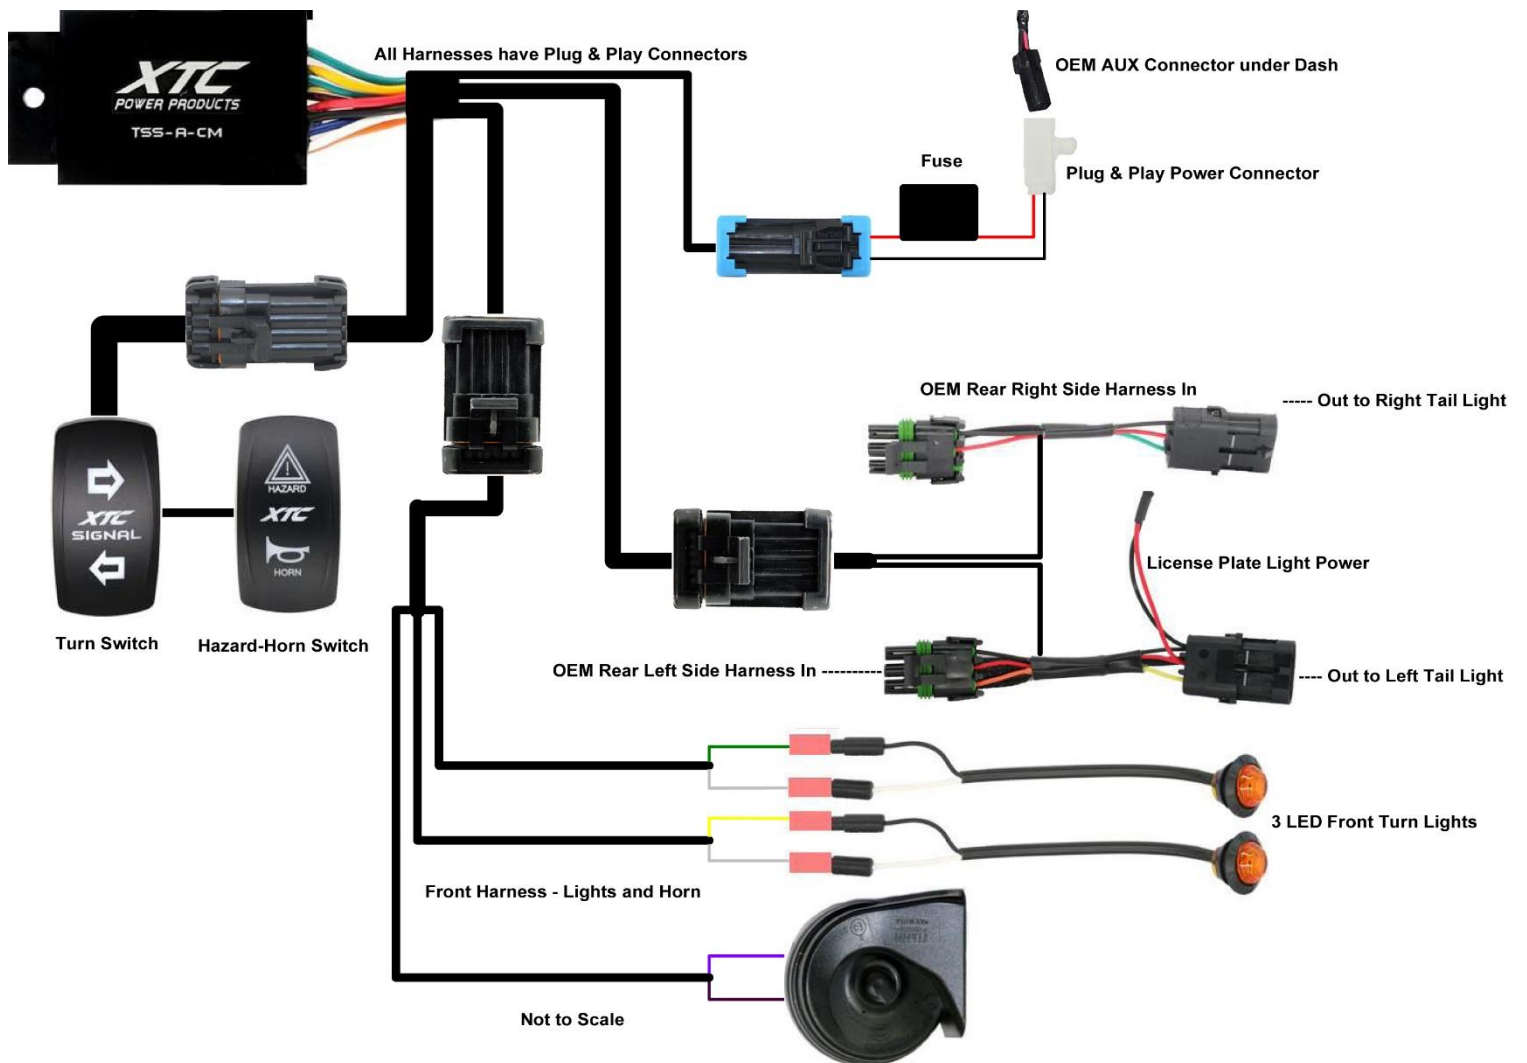 All Harnesses have Plug & Play Connectors
XTC
POWER PRODUCTS
TSS-A-CM
OEM AUX Connector under Dash
Fuse
Plug & Play Power Connector
OEM Rear Right Side Harness In
----- Out to Right Tail Light
XTC
SIGNAL
HAZARD
XTC
HORN
Turn Switch
Hazard-Horn Switch
License Plate Light Power
OEM Rear Left Side Harness In ----------
---- Out to Left Tail Light
3 LED Front Turn Lights
Front Harness - Lights and Horn
Not to Scale